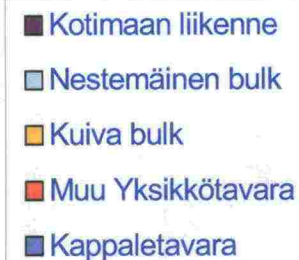 Kotimaan liikenne
Nestemäinen bulk
Kuiva bulk
Muu Yksikkötavara
Kappaletavara